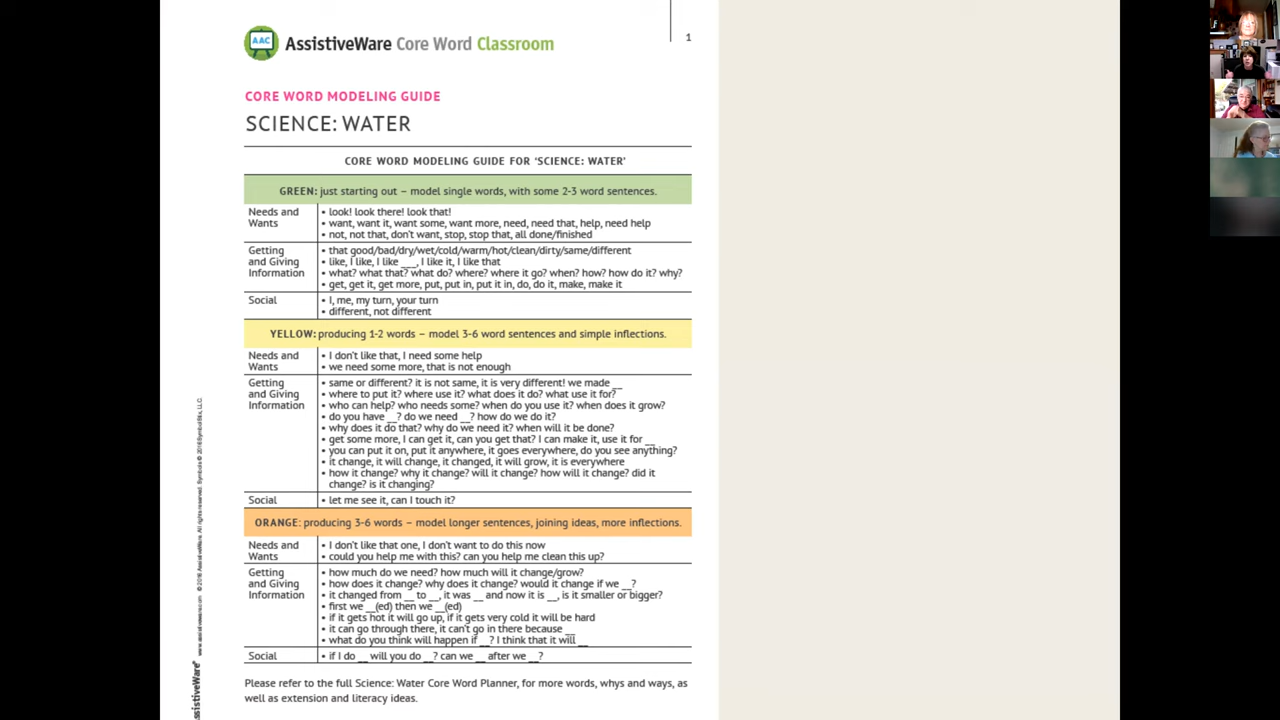 AAC
AssistiveWare Core Word Classroom
1
CORE WORD MODELING GUIDE
SCIENCE: WATER
CORE WORD MODELING GUIDE FOR 'SCIENCE: WATER'
GREEN: just starting out – model single words, with some 2-3 word sentences.
Needs and
Wants
• look! look there! look that!
• want, want it, want some, want more, need, need that, help, need help
• not, not that, don't want, stop, stop that, all done/finished
Getting
and Giving
Information
• that good/bad/dry/wet/cold/warm/hot/clean/dirty/same/different
• like, I like, I like ___, I like it, I like that
• what? what that? what do? where? where it go? when? how? how do it? why?
• get, get it, get more, put, put in, put it in, do, do it, make, make it
Social
• I, me, my turn, your turn
• different, not different
YELLOW: producing 1-2 words – model 3-6 word sentences and simple inflections.
Needs and
Wants
• I don't like that, I need some help
• we need some more, that is not enough
Getting
and Giving
Information
• same or different? it is not same, it is very different! we made __
• where to put it? where use it? what does it do? what use it for?
• who can help? who needs some? when do you use it? when does it grow?
• do you have __? do we need __? how do we do it?
• why does it do that? why do we need it? when will it be done?
• get some more, I can get it, can you get that? I can make it, use it for __
• you can put it on, put it anywhere, it goes everywhere, do you see anything?
• it change, it will change, it changed, it will grow, it is everywhere
• how it change? why it change? will it change? how will it change? did it
change? is it changing?
Social
• let me see it, can I touch it?
ORANGE: producing 3-6 words – model longer sentences, joining ideas, more inflections.
Needs and
Wants
• I don't like that one, I don't want to do this now
• could you help me with this? can you help me clean this up?
Getting
and Giving
Information
• how much do we need? how much will it change/grow?
• how does it change? why does it change? would it change if we __?
• it changed from __ to __, it was __ and now it is __, is it smaller or bigger?
• first we __(ed) then we __(ed)
• if it gets hot it will go up, if it gets very cold it will be hard
• it can go through there, it can't go in there because __
• what do you think will happen if __? I think that it will __
Social
• if I do __ will you do __? can we __ after we __?
Please refer to the full Science: Water Core Word Planner, for more words, whys and ways, as
well as extension and literacy ideas.
www.assistiveware.com © 2016 AssistiveWare. All rights reserved. Symbols © 2016 SymbolStix, LLC.
ssistiveWare®